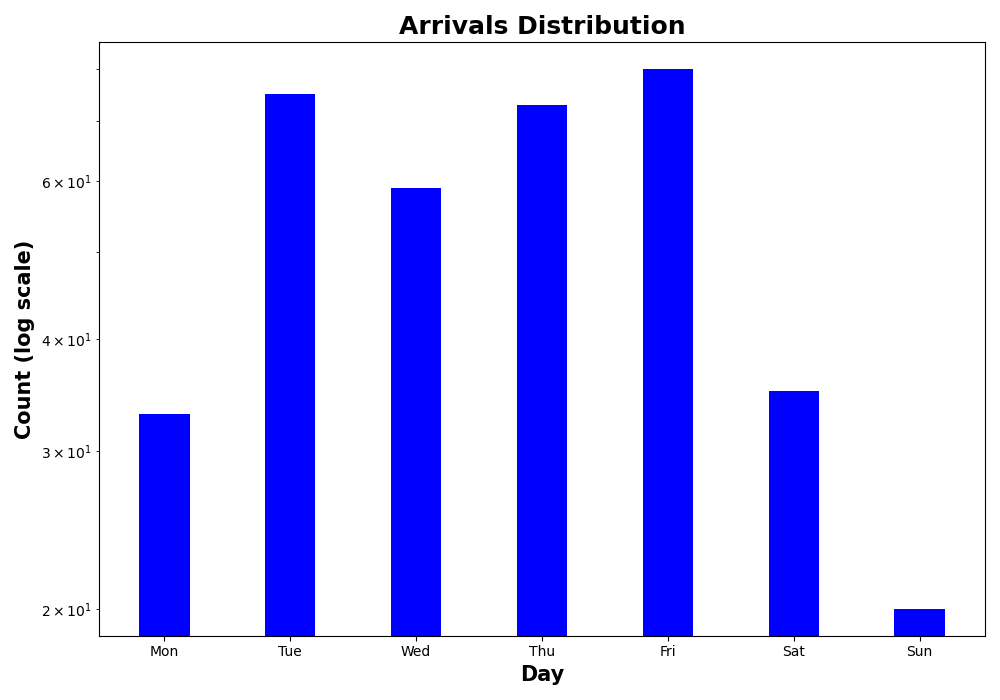 Arrivals Distribution
Count (log scale)
6 × 10¹
4 × 10¹
3 × 10¹
2 × 10¹
Mon Tue Wed Thu Fri Sat Sun
Day